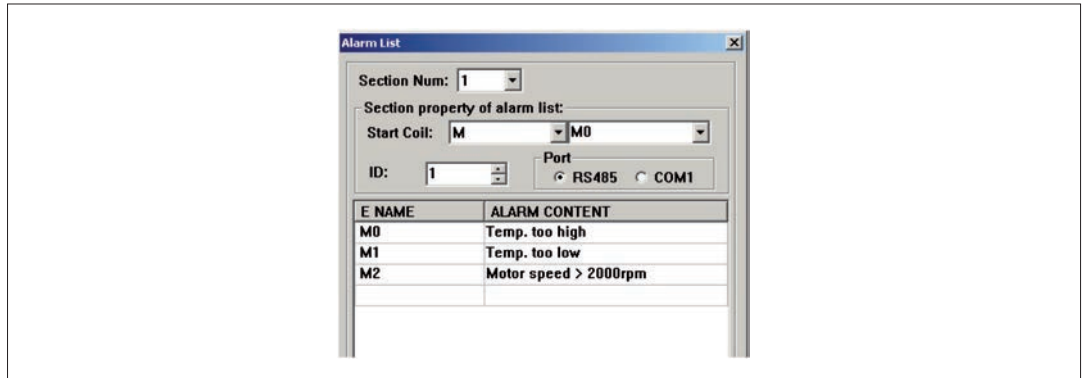 Alarm List
Section Num: 1
Section property of alarm list:
Start Coil: M M0
ID: 1
Port
RS485 COM1
E NAME ALARM CONTENT
M0 Temp. too high
M1 Temp. too low
M2 Motor speed > 2000rpm